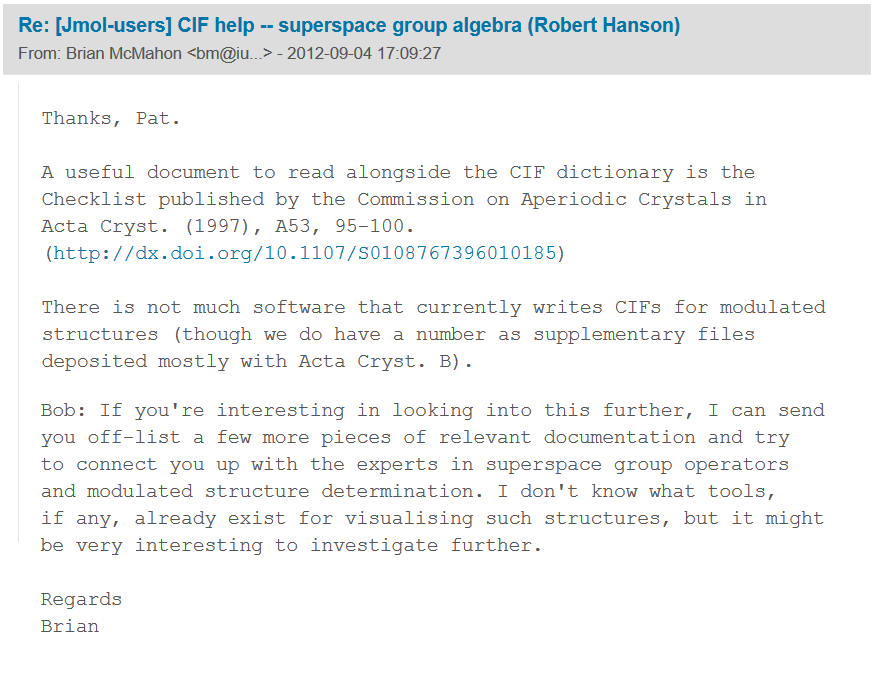 Re: [Jmol-users] CIF help -- superspace group algebra (Robert Hanson)
From: Brian McMahon <bm@iu...> - 2012-09-04 17:09:27
Thanks, Pat.
A useful document to read alongside the CIF dictionary is the
Checklist published by the Commission on Aperiodic Crystals in
Acta Cryst. (1997), A53, 95-100.
(http://dx.doi.org/10.1107/S0108767396010185)
There is not much software that currently writes CIFs for modulated
structures (though we do have a number as supplementary files
deposited mostly with Acta Cryst. B).
Bob: If you're interesting in looking into this further, I can send
you off-list a few more pieces of relevant documentation and try
to connect you up with the experts in superspace group operators
and modulated structure determination. I don't know what tools,
if any, already exist for visualising such structures, but it might
be very interesting to investigate further.
Regards
Brian